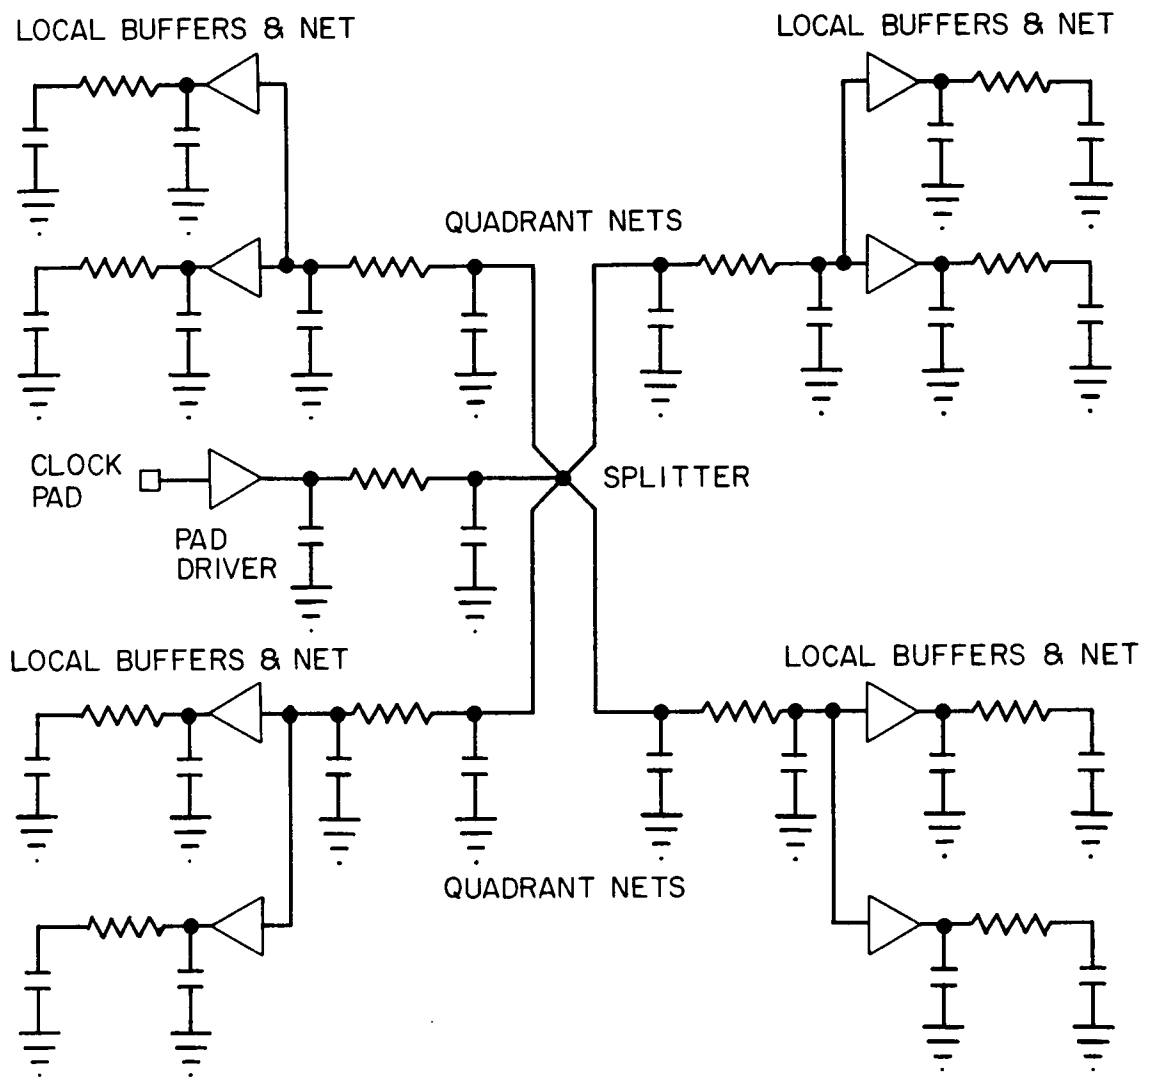 LOCAL BUFFERS & NET
LOCAL BUFFERS & NET
QUADRANT NETS
CLOCK
PAD
SPLITTER
PAD
DRIVER
LOCAL BUFFERS & NET
LOCAL BUFFERS & NET
QUADRANT NETS